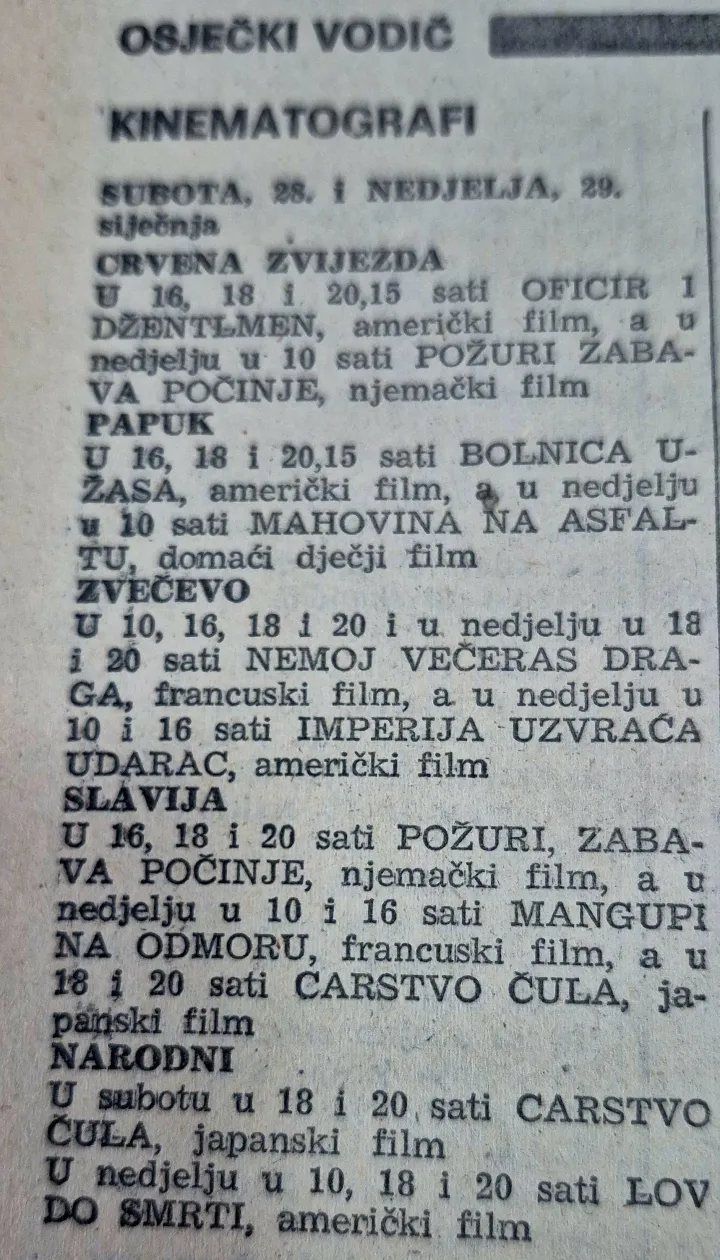 OSJEČKI VODIČ
KINEMATOGRAFI
SUBOTA, 28. i NEDJELJA, 29.
siječnja
CRVENA ZVIJEZDA
U 16, 18 i 20,15 sati OFICIR I
DŽENTLMEN, američki film, a u
nedjelju u 10 sati POŽURI ZABA-
VA POČINJE, njemački film
PAPUK
U 16, 18 i 20,15 sati BOLNICA U-
ŽASA, američki film, a u nedjelju
u 10 sati MAHOVINA NA ASFAL-
TU, domaći dječji film
ZVEČEVO
U 10, 16, 18 i 20 i u nedjelju u 18
i 20 sati NEMOJ VEČERAS DRA-
GA, francuski film, a u nedjelju u
10 i 16 sati IMPERIJA UZVRAĆA
UDARAC, američki film
SLAVIJA
U 16, 18 i 20 sati POŽURI, ZABA-
VA POČINJE, njemački film, a u
nedjelju u 10 i 16 sati MANGUPI
NA ODMORU, francuski film, a u
18 i 20 sati CARSTVO ČULA, ja-
panski film
NARODNI
U subotu u 18 i 20 sati CARSTVO
ČULA, japanski film
U nedjelju u 10, 18 i 20 sati LOV
DO SMRTI, američki film